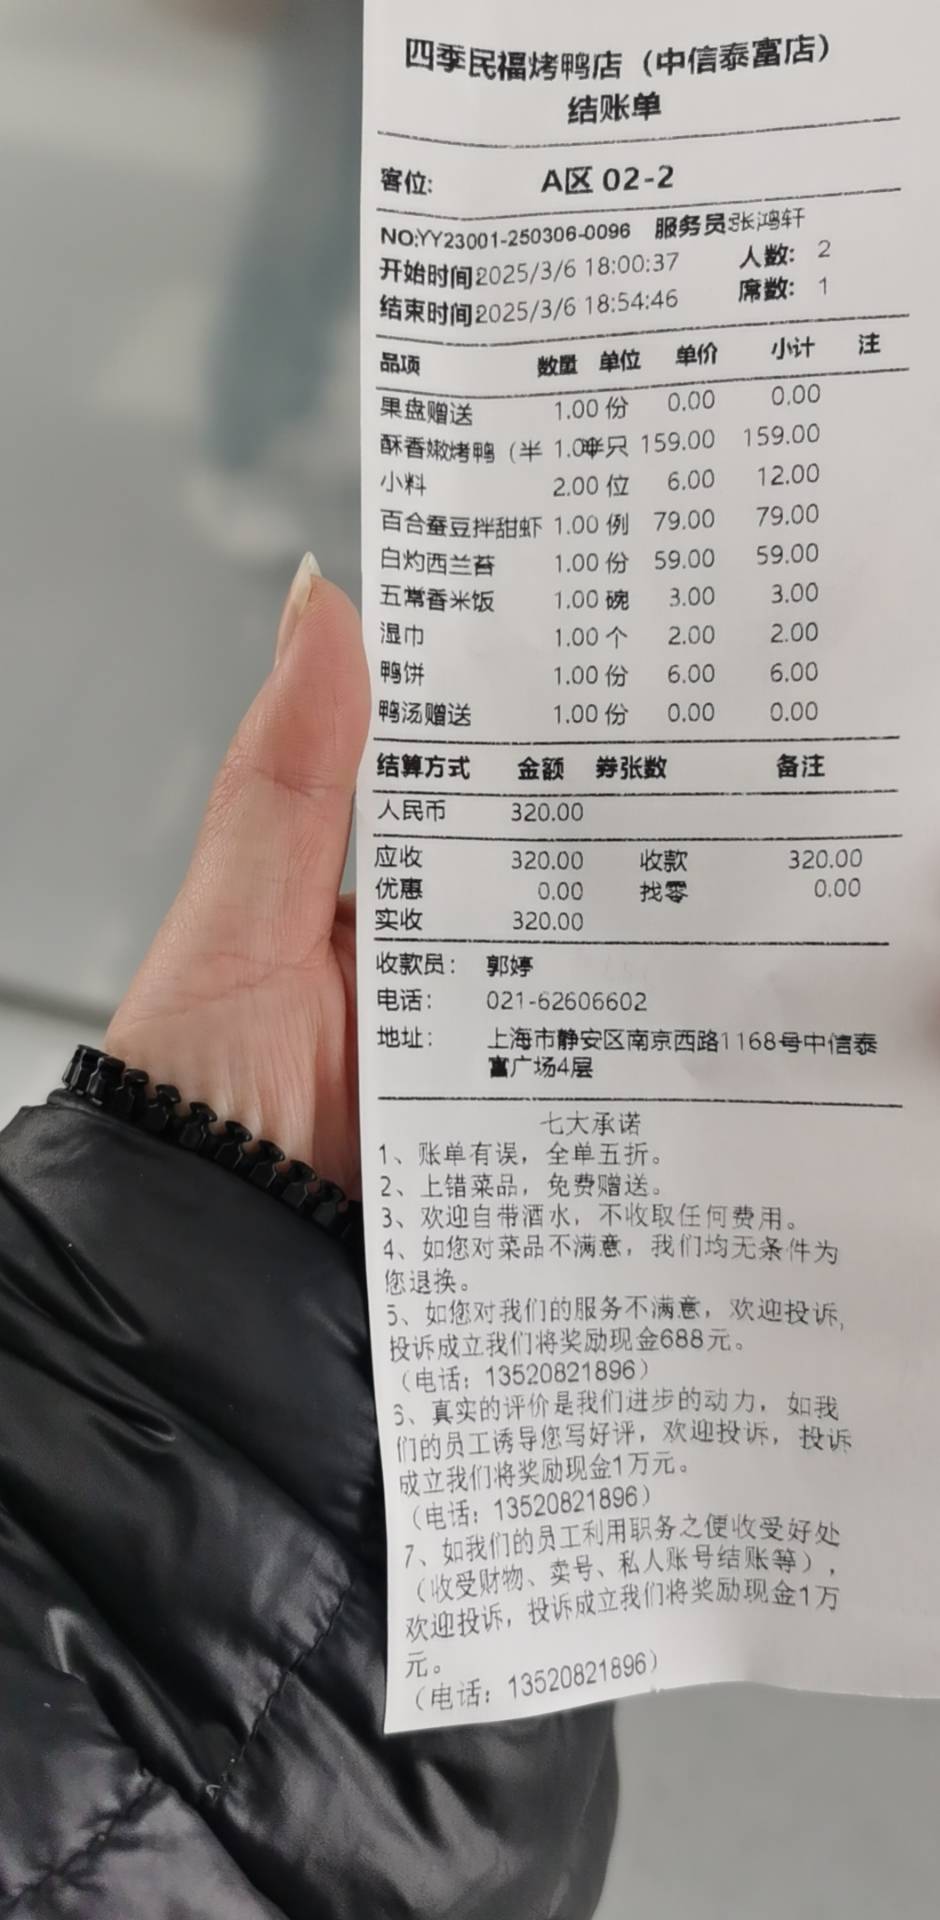 四季民福烤鸭店（中信泰富店）
结账单
客位: A区 02-2
NO:YY23001-250306-0096 服务员:张鸿轩
开始时间:2025/3/6 18:00:37 人数: 2
结束时间:2025/3/6 18:54:46 席数: 1
品项 数量 单位 单价 小计 注
果盘赠送 1.00 份 0.00 0.00
酥香嫩烤鸭（半 1.00半只 159.00 159.00
小料 2.00 位 6.00 12.00
百合蚕豆拌甜虾 1.00 例 79.00 79.00
白灼西兰苔 1.00 份 59.00 59.00
五常香米饭 1.00 碗 3.00 3.00
湿巾 1.00 个 2.00 2.00
鸭饼 1.00 份 6.00 6.00
鸭汤赠送 1.00 份 0.00 0.00
结算方式 金额 券张数 备注
人民币 320.00
应收 320.00 收款 320.00
优惠 0.00 找零 0.00
实收 320.00
收款员： 郭婷
电话： 021-62606602
地址： 上海市静安区南京西路1168号中信泰
富广场4层
七大承诺
1、账单有误，全单五折。
2、上错菜品，免费赠送。
3、欢迎自带酒水，不收取任何费用。
4、如您对菜品不满意，我们均无条件为
您退换。
5、如您对我们的服务不满意，欢迎投诉，
投诉成立我们将奖励现金688元。
（电话：13520821896）
6、真实的评价是我们进步的动力，如我
们的员工诱导您写好评，欢迎投诉，投诉
成立我们将奖励现金1万元。
（电话：13520821896）
7、如我们的员工利用职务之便收受好处
（收受财物、卖号、私人账号结账等），
欢迎投诉，投诉成立我们将奖励现金1万
元。
（电话：13520821896）